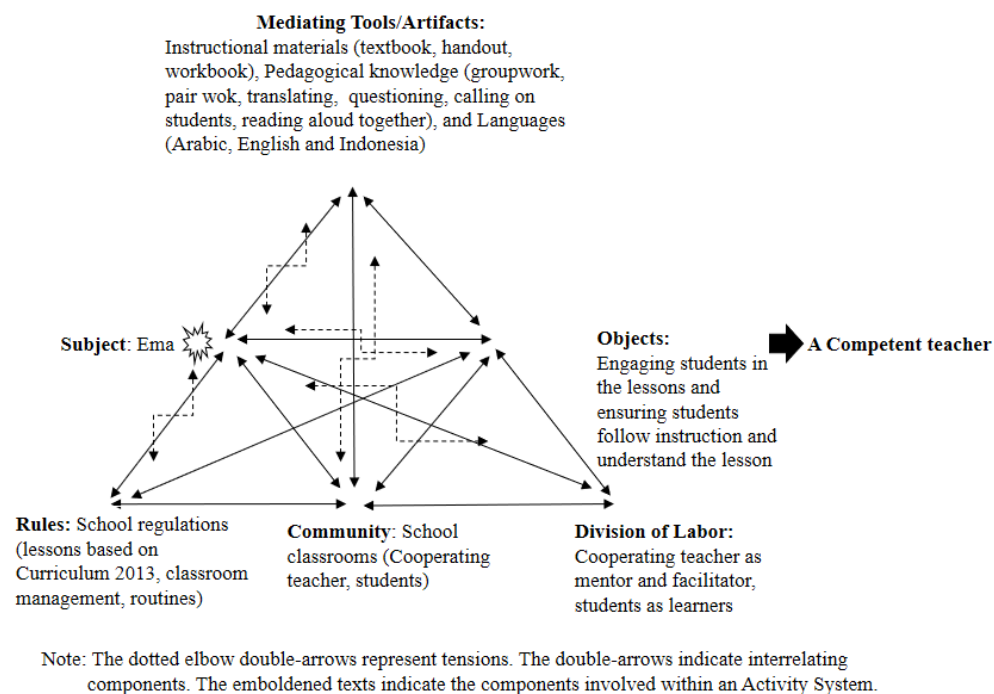 Mediating Tools/Artifacts:
Instructional materials (textbook, handout,
workbook), Pedagogical knowledge (groupwork,
pair wok, translating, questioning, calling on
students, reading aloud together), and Languages
(Arabic, English and Indonesia)
Subject: Ema
Objects:
Engaging students in
the lessons and
ensuring students
follow instruction and
understand the lesson
A Competent teacher
Rules: School regulations
(lessons based on
Curriculum 2013, classroom
management, routines)
Community: School
classrooms (Cooperating
teacher, students)
Division of Labor:
Cooperating teacher as
mentor and facilitator,
students as learners
Note: The dotted elbow double-arrows represent tensions. The double-arrows indicate interrelating
components. The emboldened texts indicate the components involved within an Activity System.